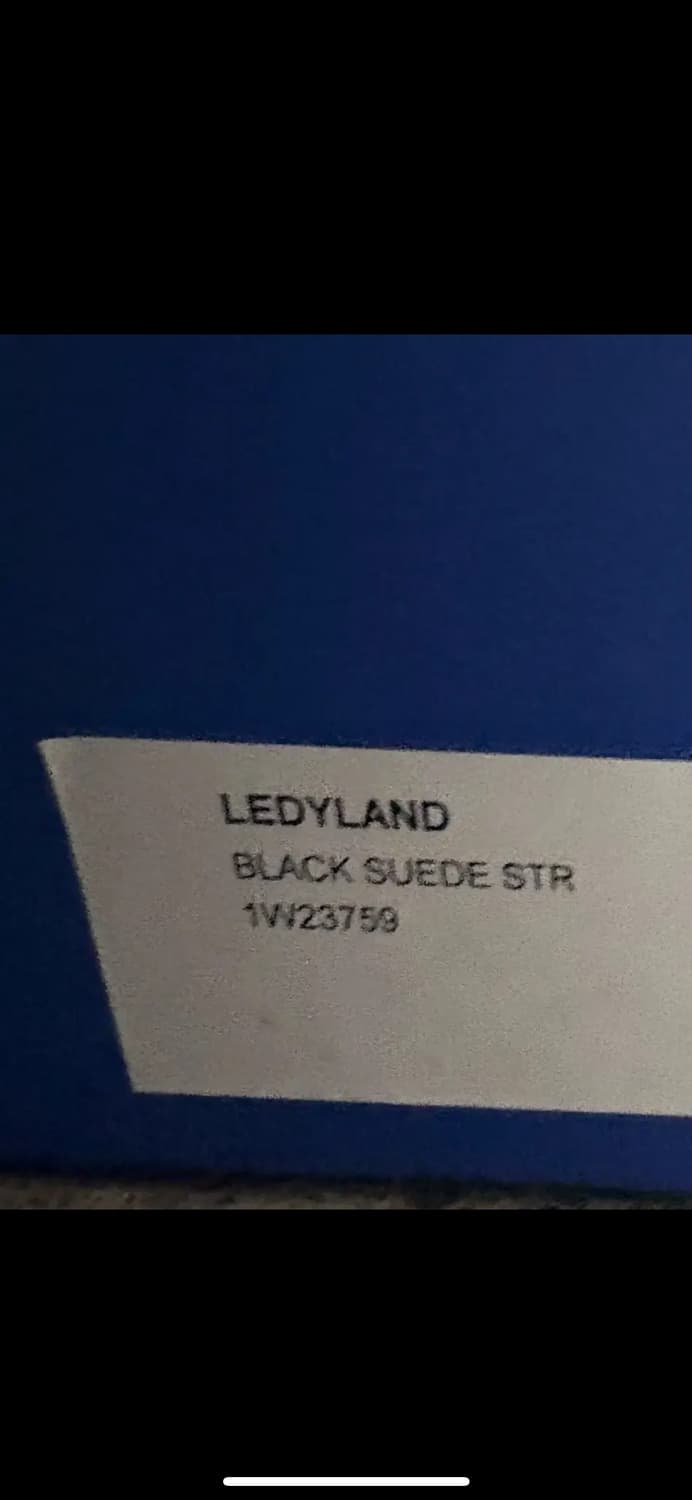 LEDYLAND
BLACK SUEDE STR
1W23759